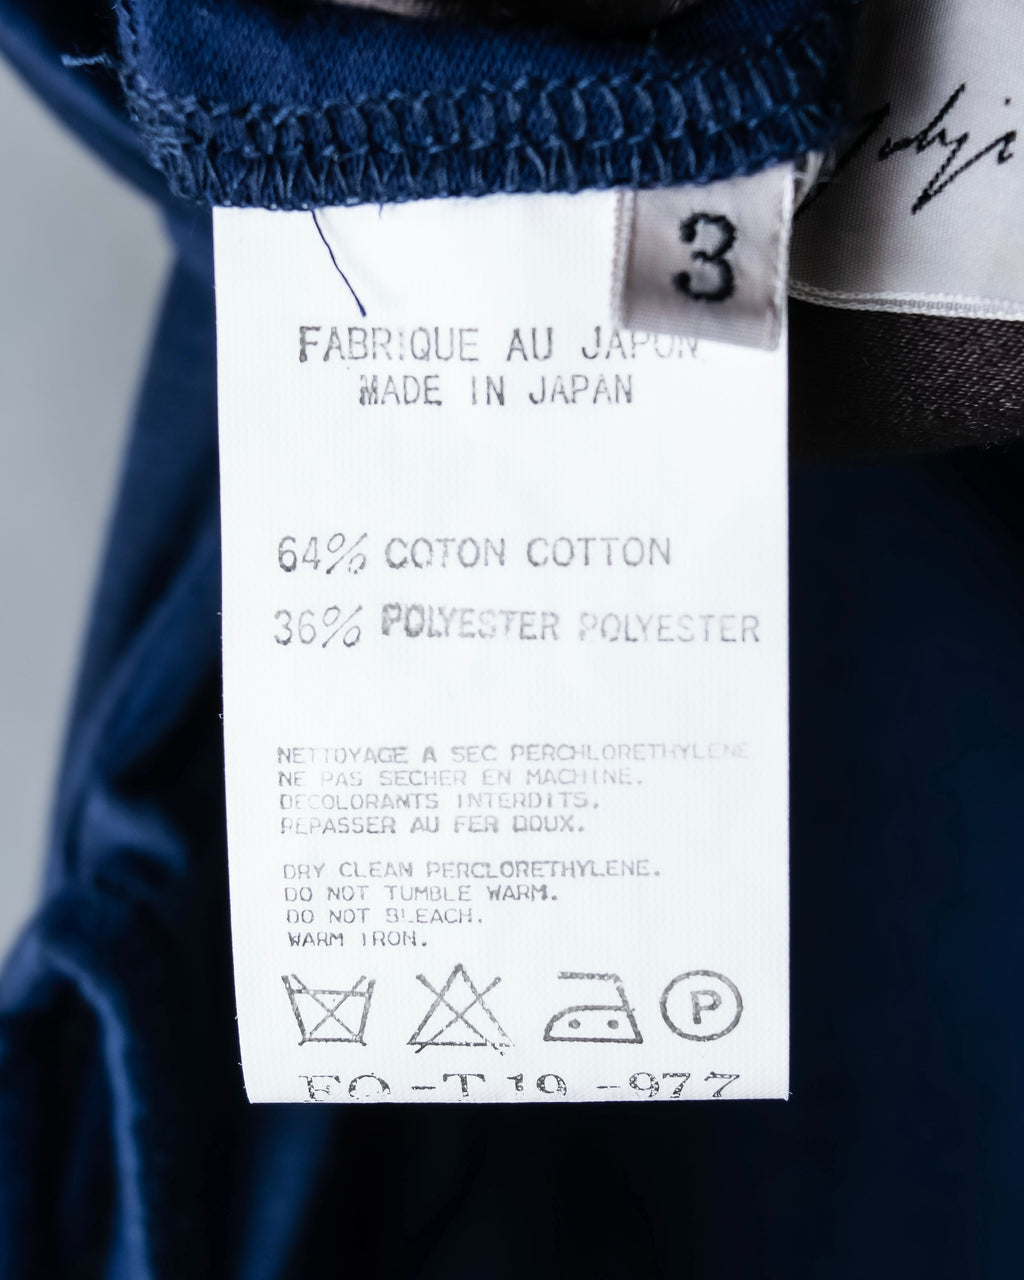 3
FABRIQUE AU JAPON
MADE IN JAPAN
64% COTON COTTON
36% POLYESTER POLYESTER
NETTOYAGE A SEC PERCHLORETHYLENE
NE PAS SECHER EN MACHINE.
DECOLORANTS INTERDITS.
REPASSER AU FER DOUX.
DRY CLEAN PERCLORETHYLENE.
DO NOT TUMBLE WARM.
DO NOT BLEACH.
WARM IRON.
P